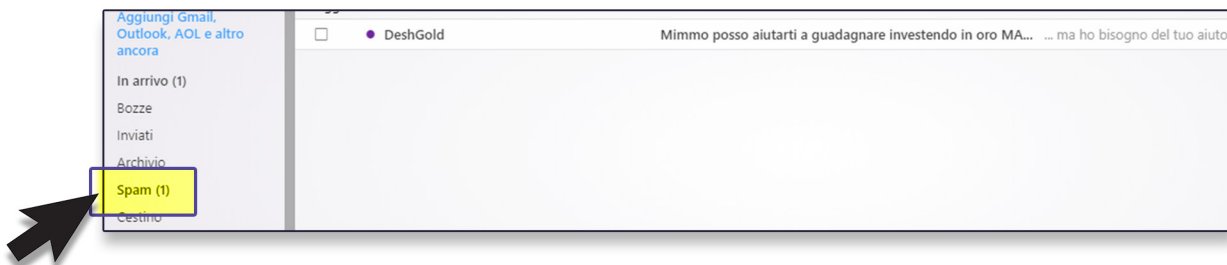 Aggiungi Gmail,
Outlook, AOL e altro
ancora
In arrivo (1)
Bozze
Inviati
Archivio
Spam (1)
Cestino
DeshGold Mimmo posso aiutarti a guadagnare investendo in oro MA... ... ma ho bisogno del tuo aiuto